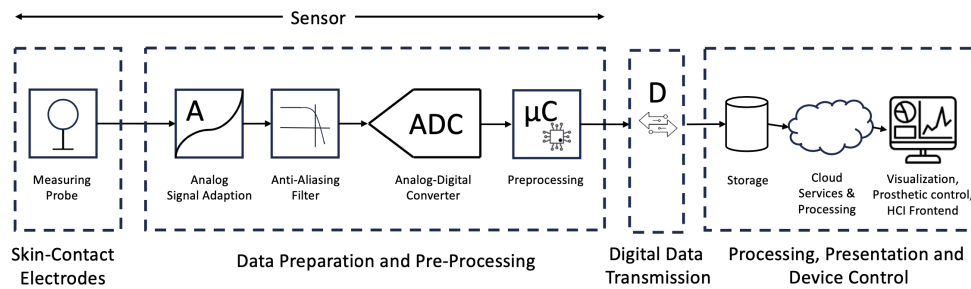 Sensor
A
ADC
µC
D
Measuring
Probe
Analog
Signal Adaption
Anti-Aliasing
Filter
Analog-Digital
Converter
Preprocessing
Storage
Cloud
Services &
Processing
Visualization,
Prosthetic control,
HCI Frontend
Skin-Contact
Electrodes
Data Preparation and Pre-Processing
Digital Data
Transmission
Processing, Presentation and
Device Control